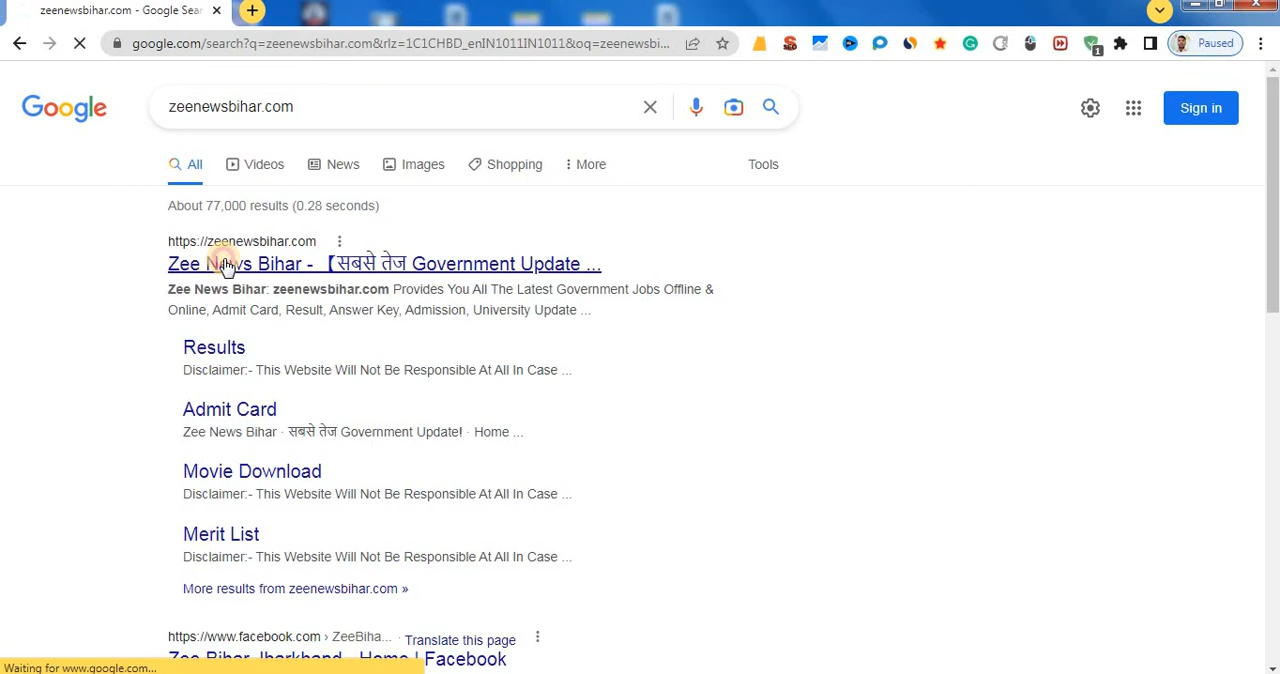 zeenewsbihar.com - Google Sear
google.com/search?q=zeenewsbihar.com&rlz=1C1CHBD_enIN1011IN1011&oq=zeenewsbi...
1
Paused
Google
zeenewsbihar.com
Sign in
All
Videos
News
Images
Shopping
More
Tools
About 77,000 results (0.28 seconds)
https://zeenewsbihar.com
Zee News Bihar - 【सबसे तेज Government Update ...
Zee News Bihar: zeenewsbihar.com Provides You All The Latest Government Jobs Offline &
Online, Admit Card, Result, Answer Key, Admission, University Update ...
Results
Disclaimer:- This Website Will Not Be Responsible At All In Case ...
Admit Card
Zee News Bihar · सबसे तेज Government Update! · Home ...
Movie Download
Disclaimer:- This Website Will Not Be Responsible At All In Case ...
Merit List
Disclaimer:- This Website Will Not Be Responsible At All In Case ...
More results from zeenewsbihar.com »
https://www.facebook.com › ZeeBiha... · Translate this page
Zee Bihar Jharkhand - Home | Facebook
Waiting for www.google.com...